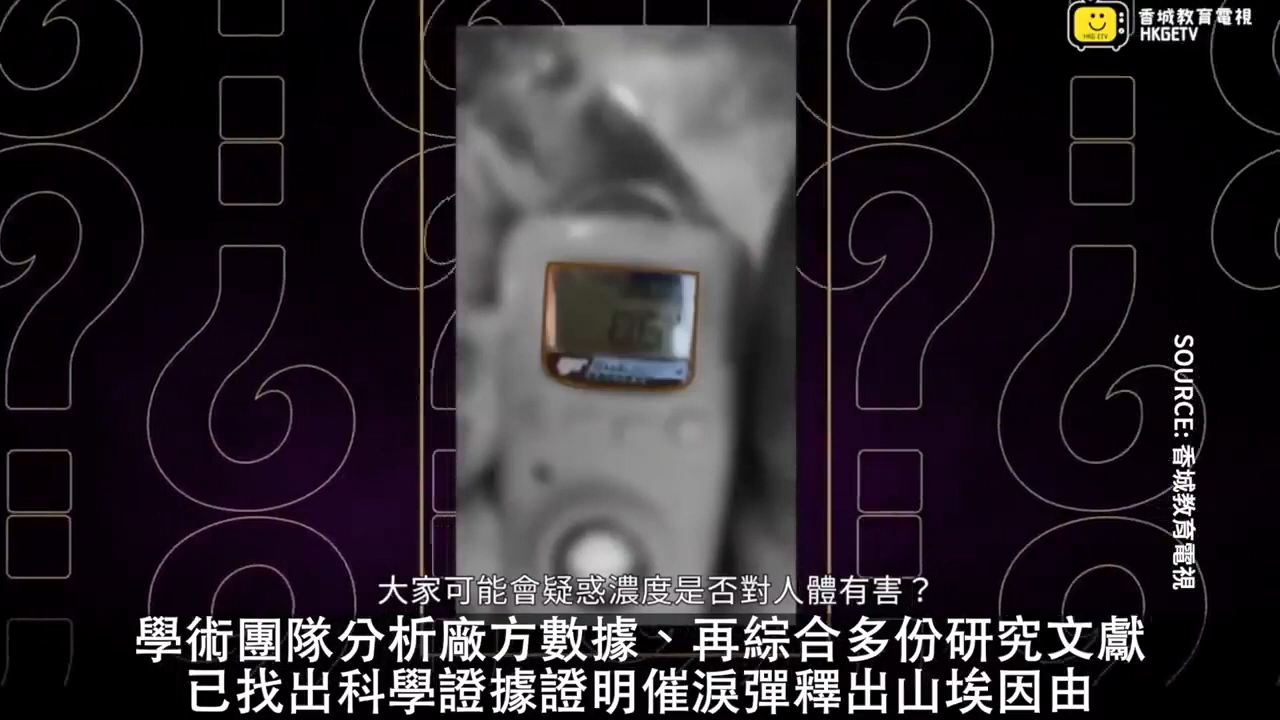 香城教育電視
HKGETV
SOURCE: 香城教育電視
大家可能會疑惑濃度是否對人體有害？
學術團隊分析廠方數據、再綜合多份研究文獻
已找出科學證據證明催淚彈釋出山埃因由